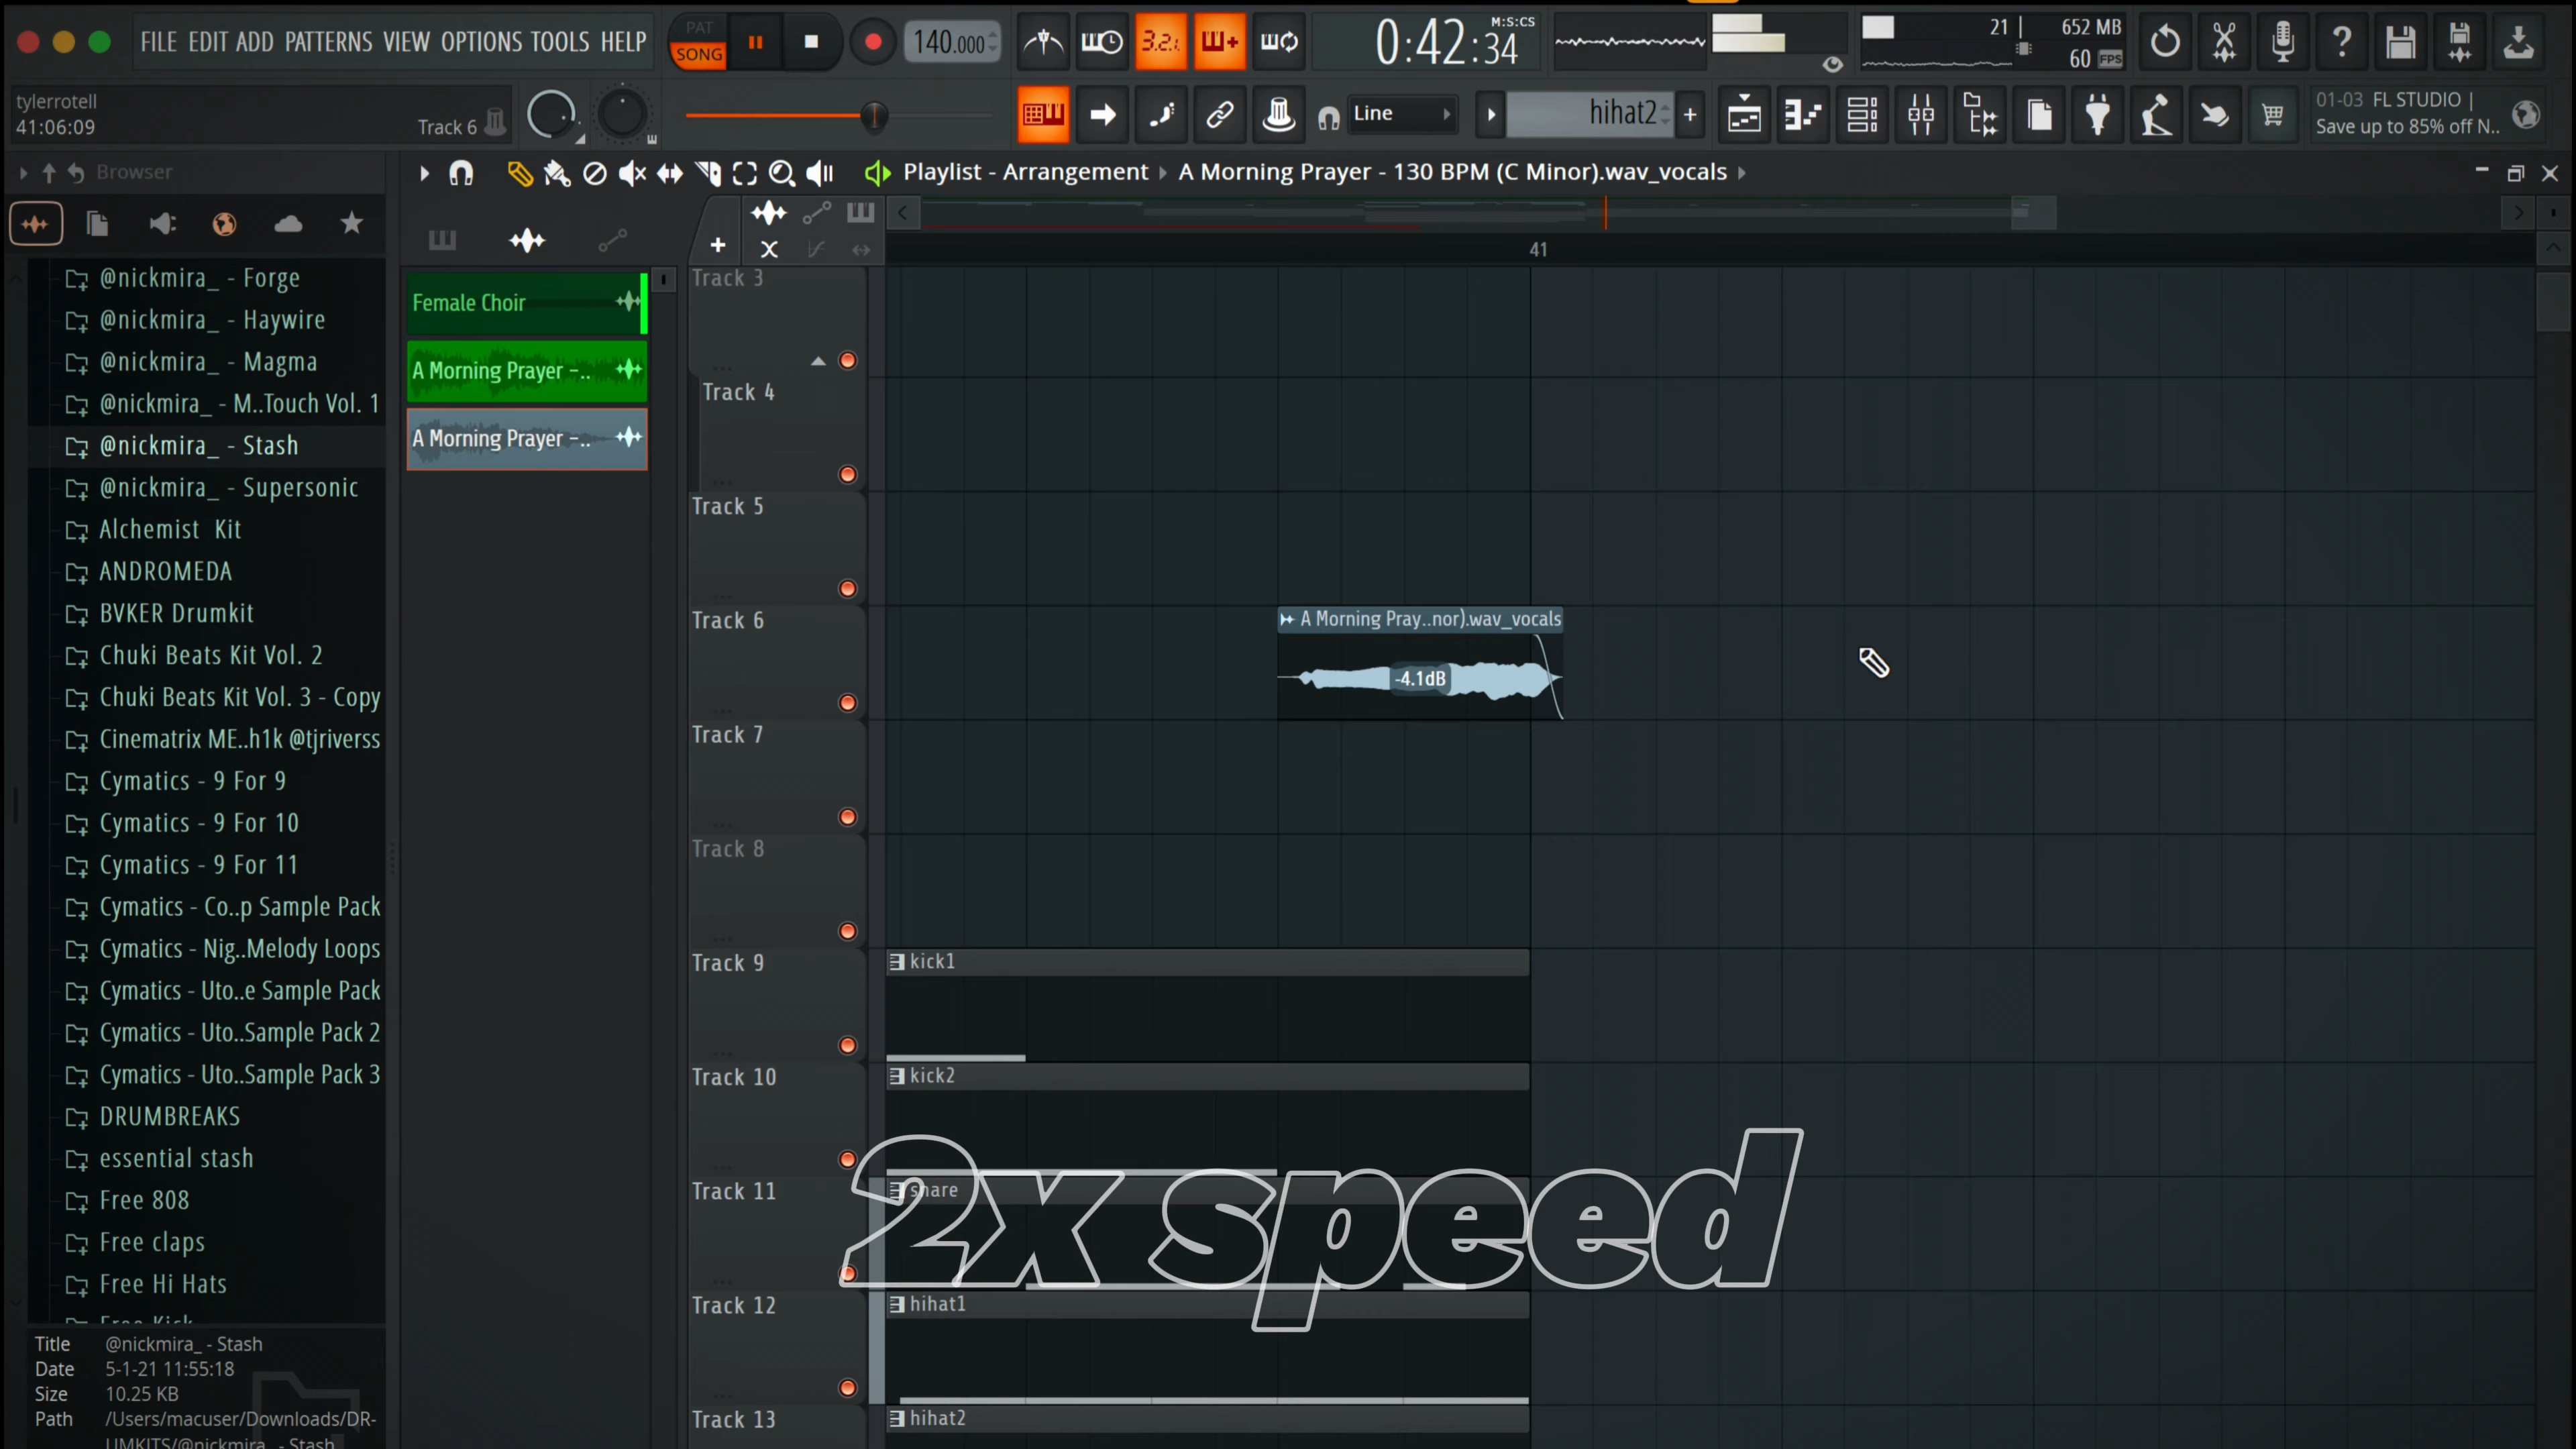 FILE EDIT ADD PATTERNS VIEW OPTIONS TOOLS HELP
PAT
SONG
140.000
3.2.
0:42:34
M:S:CS
21
652 MB
60 FPS
tylerrotell
41:06:09
Track 6
Line
hihat2
01-03 FL STUDIO |
Save up to 85% off N..
Browser
Playlist - Arrangement
A Morning Prayer - 130 BPM (C Minor).wav_vocals
41
@nickmira_ - Forge
@nickmira_ - Haywire
@nickmira_ - Magma
@nickmira_ - M..Touch Vol. 1
@nickmira_ - Stash
@nickmira_ - Supersonic
Alchemist Kit
ANDROMEDA
BVKER Drumkit
Chuki Beats Kit Vol. 2
Chuki Beats Kit Vol. 3 - Copy
Cinematrix ME..h1k @tjriverss
Cymatics - 9 For 9
Cymatics - 9 For 10
Cymatics - 9 For 11
Cymatics - Co..p Sample Pack
Cymatics - Nig..Melody Loops
Cymatics - Uto..e Sample Pack
Cymatics - Uto..Sample Pack 2
Cymatics - Uto..Sample Pack 3
DRUMBREAKS
essential stash
Free 808
Free claps
Free Hi Hats
Free Kick
Title @nickmira_ - Stash
Date 5-1-21 11:55:18
Size 10.25 KB
Path /Users/macuser/Downloads/DR-
UMKITS/@nickmira_ - Stash
Female Choir
A Morning Prayer -..
A Morning Prayer -..
Track 3
Track 4
Track 5
Track 6
A Morning Pray..nor).wav_vocals
-4.1dB
Track 7
Track 8
Track 9
kick1
Track 10
kick2
Track 11
snare
Track 12
hihat1
Track 13
hihat2
2x speed